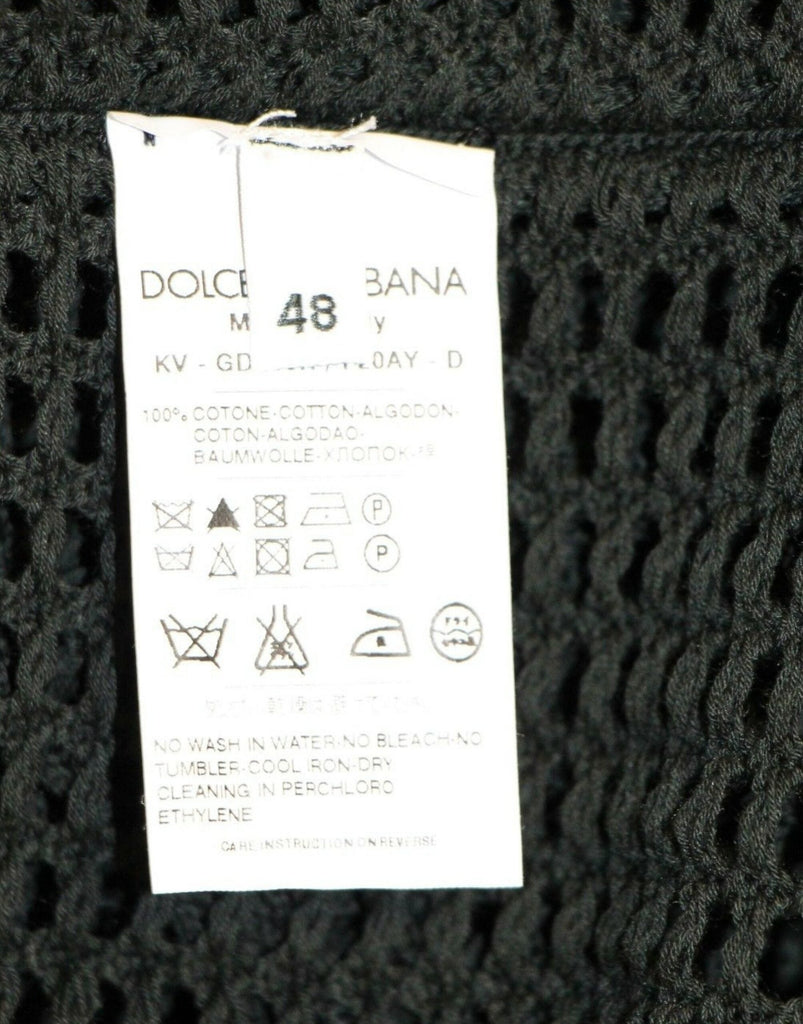 DOLCE BANA
48
KV - GD 0AY - D
100% COTONE-COTTON-ALGODON-
COTON-ALGODAO-
BAUMWOLLE-ХЛОПОК-
P
P
NO WASH IN WATER-NO BLEACH-NO
TUMBLER-COOL IRON-DRY
CLEANING IN PERCHLORO
ETHYLENE
CARE INSTRUCTION ON REVERSE